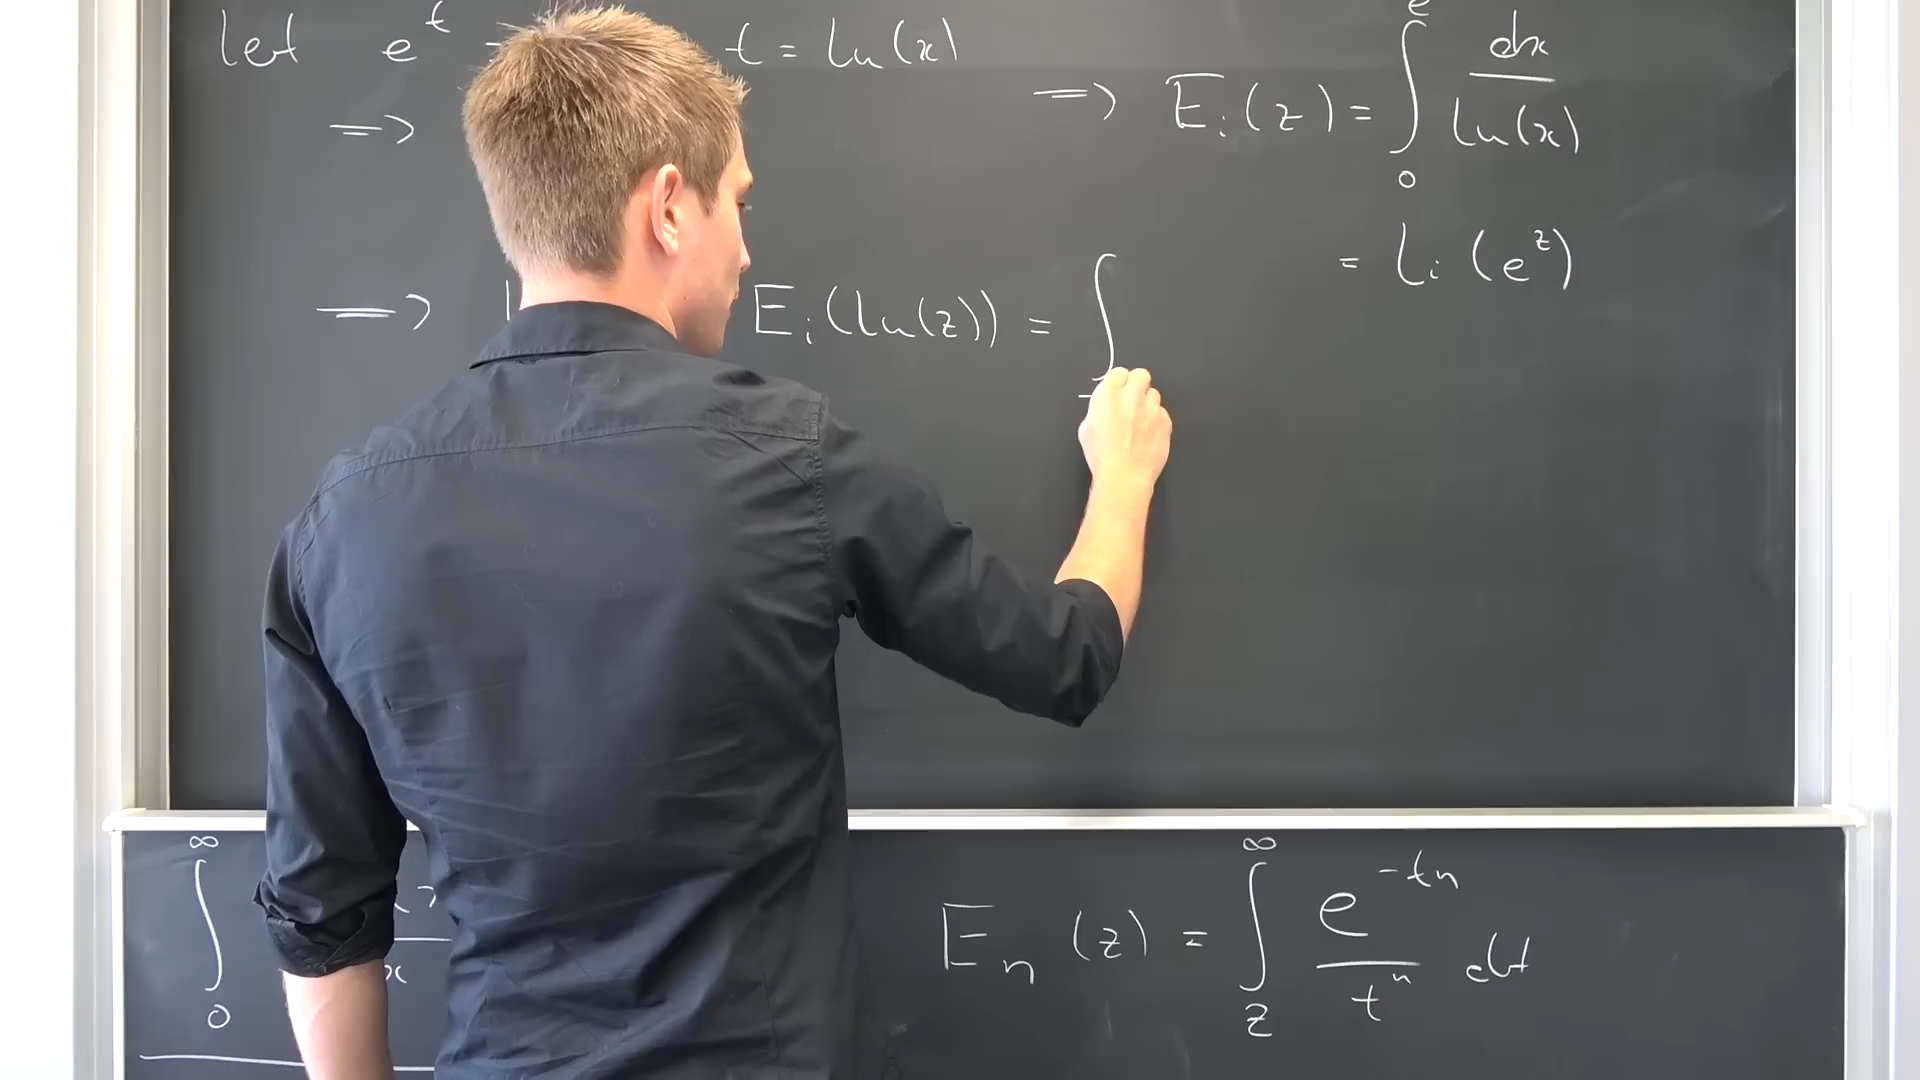 let e^t = t = ln(x)
=>
=> E_i(z) = ∫_0^e dx / ln(x)
= Li (e^z)
=> E_i(ln(z)) = ∫_-
∫_0^∞ x
E_n (z) = ∫_z^∞ e^{-tn} / t^n dt